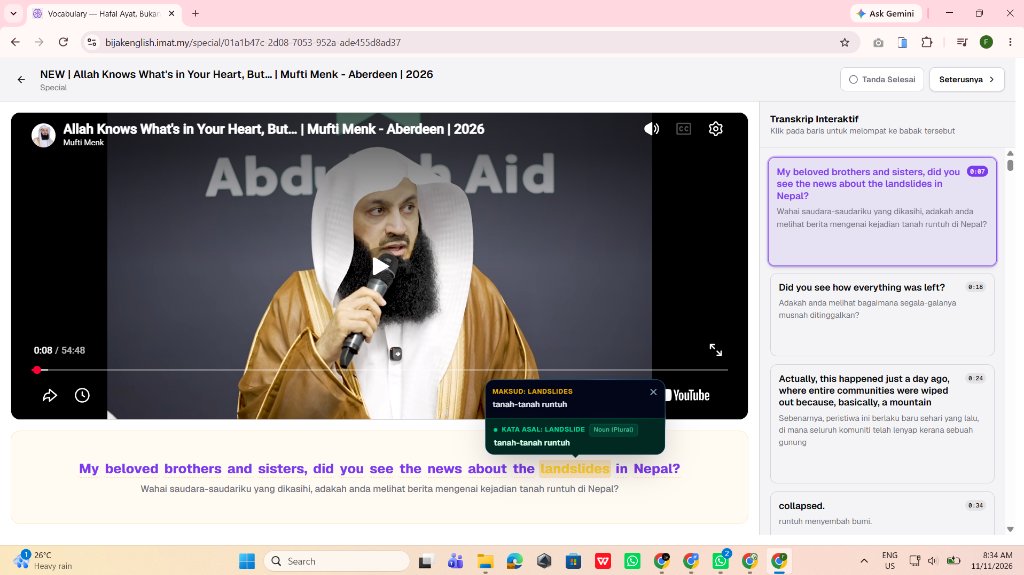 Vocabulary — Hafal Ayat, Bukan
Ask Gemini
bijakenglish.imat.my/special/01a1b47c-2d08-7053-952a-ade455d8ad37
F
NEW | Allah Knows What's in Your Heart, But... | Mufti Menk - Aberdeen | 2026
Special
Tanda Selesai
Seterusnya
Allah Knows What's in Your Heart, But... | Mufti Menk - Aberdeen | 2026
Mufti Menk
CC
Aid
0:08 / 54:48
YouTube
MAKSUD: LANDSLIDES
tanah-tanah runtuh
KATA ASAL: LANDSLIDE Noun (Plural)
tanah-tanah runtuh
My beloved brothers and sisters, did you see the news about the landslides in Nepal?
Wahai saudara-saudariku yang dikasihi, adakah anda melihat berita mengenai kejadian tanah runtuh di Nepal?
Transkrip Interaktif
Klik pada baris untuk melompat ke babak tersebut
My beloved brothers and sisters, did you 0:07
see the news about the landslides in
Nepal?
Wahai saudara-saudariku yang dikasihi, adakah anda
melihat berita mengenai kejadian tanah runtuh di Nepal?
Did you see how everything was left? 0:18
Adakah anda melihat bagaimana segala-galanya
musnah ditinggalkan?
Actually, this happened just a day ago, 0:24
where entire communities were wiped
out because, basically, a mountain
Sebenarnya, peristiwa ini berlaku baru sehari yang lalu,
di mana seluruh komuniti telah lenyap kerana sebuah
gunung
collapsed. 0:34
runtuh menyembah bumi.
1
26°C
Heavy rain
Search
2
ENG
US
8:34 AM
11/11/2026